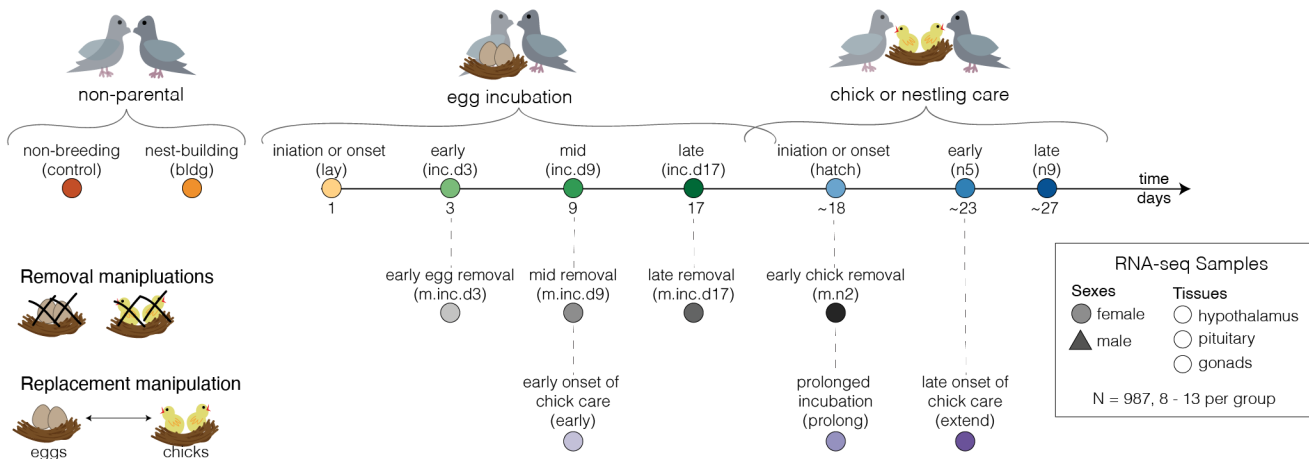 non-parental
egg incubation
chick or nestling care
non-breeding
(control)
nest-building
(bldg)
iniation or onset
(lay)
early
(inc.d3)
mid
(inc.d9)
late
(inc.d17)
iniation or onset
(hatch)
early
(n5)
late
(n9)
time
days
1
3
9
17
~18
~23
~27
Removal manipluations
early egg removal
(m.inc.d3)
mid removal
(m.inc.d9)
late removal
(m.inc.d17)
early chick removal
(m.n2)
Replacement manipulation
eggs
chicks
early onset of
chick care
(early)
prolonged
incubation
(prolong)
late onset of
chick care
(extend)
RNA-seq Samples
Sexes
female
male
Tissues
hypothalamus
pituitary
gonads
N = 987, 8 - 13 per group